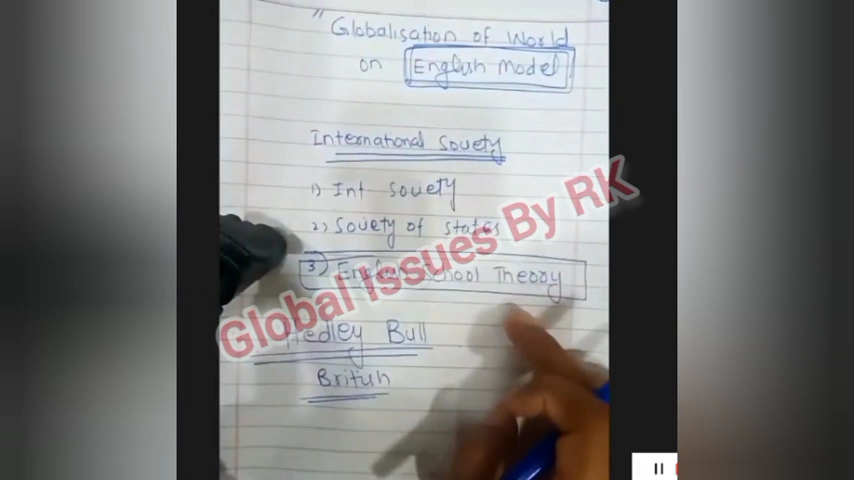 " Globalisation of World
on English Model
International Society
1) Int Society
2) Society of states
3) English School Theory
Hedley Bull
British
Global Issues By RK